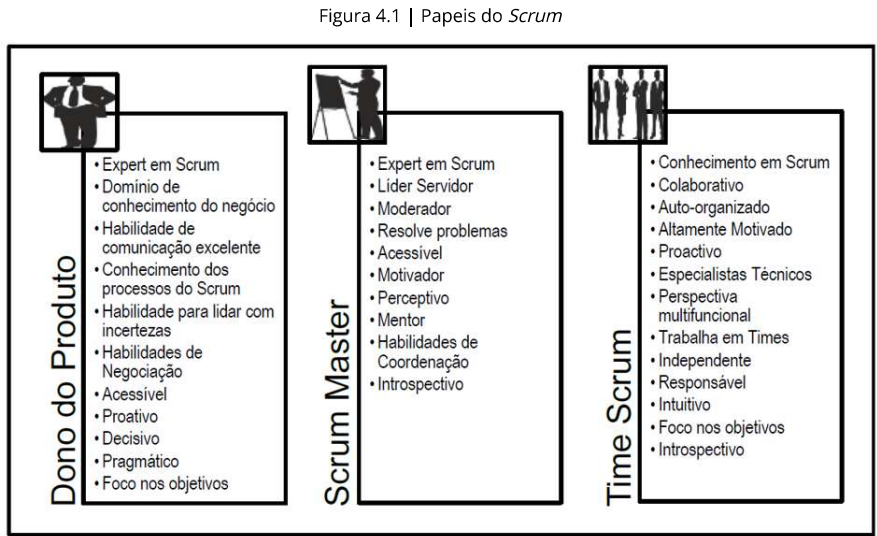 Figura 4.1 | Papeis do Scrum
Dono do Produto
• Expert em Scrum
• Domínio de
conhecimento do negócio
• Habilidade de
comunicação excelente
• Conhecimento dos
processos do Scrum
• Habilidade para lidar com
incertezas
• Habilidades de
Negociação
• Acessível
• Proativo
• Decisivo
• Pragmático
• Foco nos objetivos
Scrum Master
• Expert em Scrum
• Líder Servidor
• Moderador
• Resolve problemas
• Acessível
• Motivador
• Perceptivo
• Mentor
• Habilidades de
Coordenação
• Introspectivo
Time Scrum
• Conhecimento em Scrum
• Colaborativo
• Auto-organizado
• Altamente Motivado
• Proactivo
• Especialistas Técnicos
• Perspectiva
multifuncional
• Trabalha em Times
• Independente
• Responsável
• Intuitivo
• Foco nos objetivos
• Introspectivo